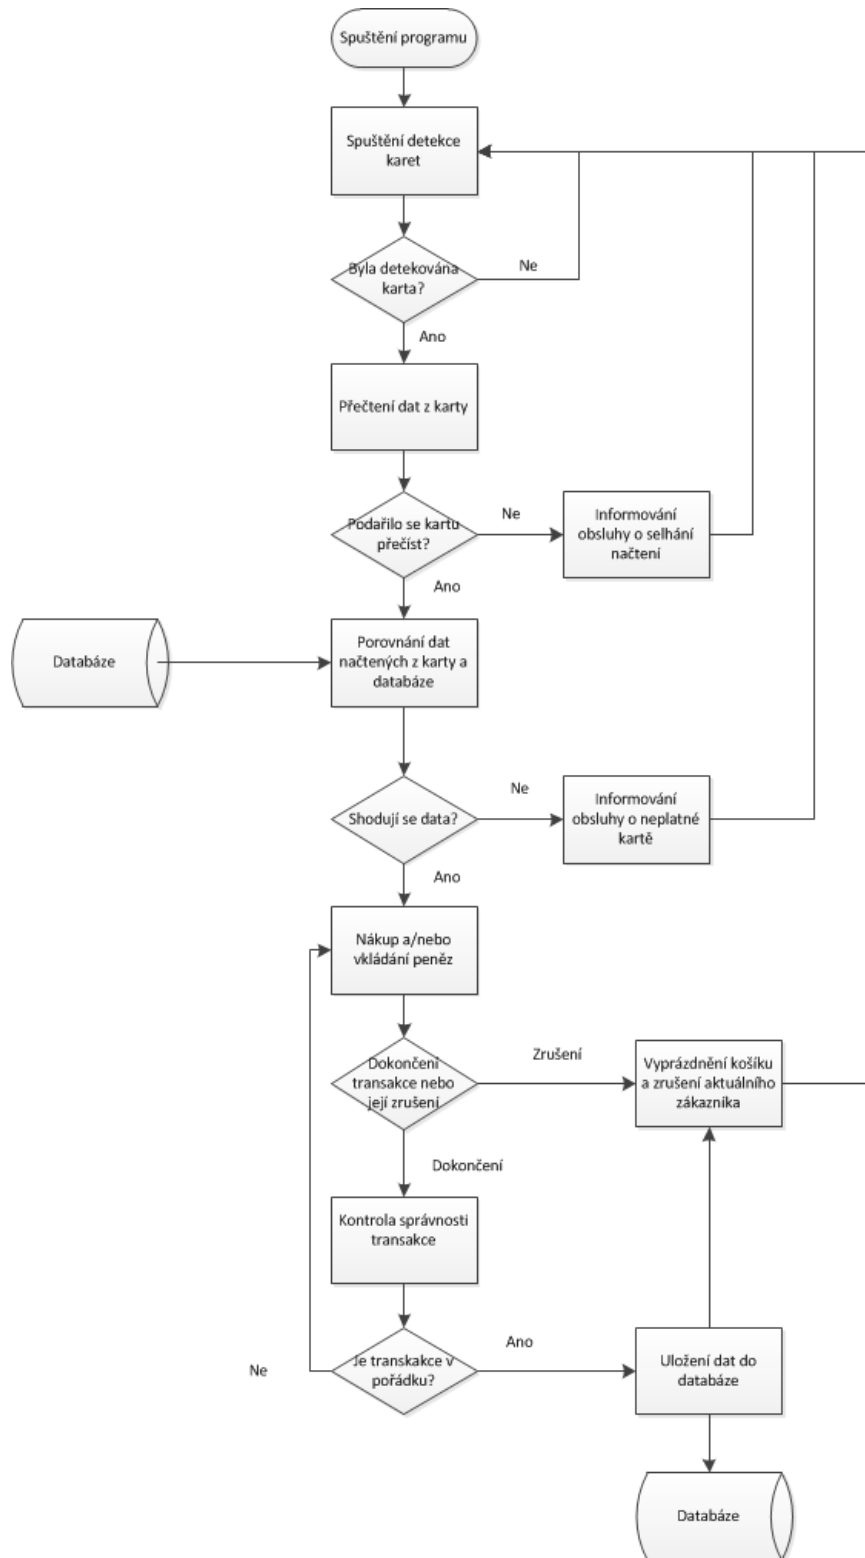 Spuštění programu
Spuštění detekce
karet
Byla detekována
karta?
Ne
Ano
Přečtení dat z karty
Podařilo se kartu
přečíst?
Ne
Informování
obsluhy o selhání
načtení
Ano
Databáze
Porovnání dat
načtených z karty a
databáze
Shodují se data?
Ne
Informování
obsluhy o neplatné
kartě
Ano
Nákup a/nebo
vkládání peněz
Dokončení
transakce nebo
její zrušení
Zrušení
Vyprázdnění košíku
a zrušení aktuálního
zákazníka
Dokončení
Kontrola správnosti
transakce
Ne
Je transkakce v
pořádku?
Ano
Uložení dat do
databáze
Databáze